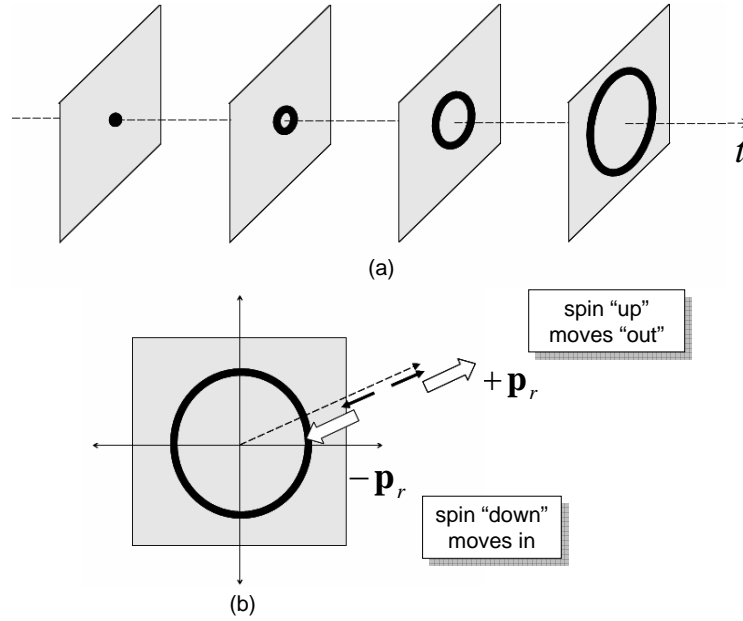 t
(a)
spin “up”
moves “out”
+p_r
−p_r
spin “down”
moves in
(b)